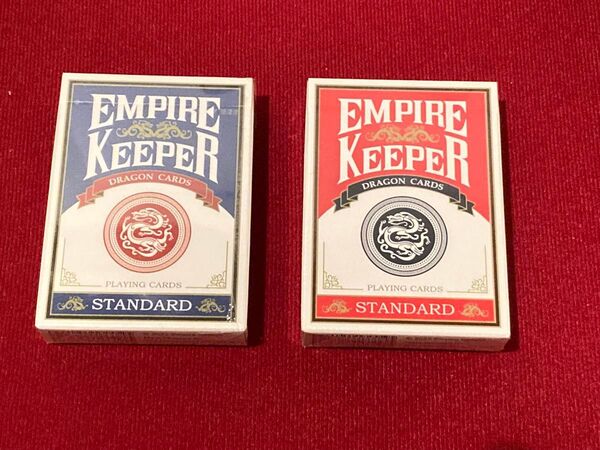 EMPIRE
KEEPER
DRAGON CARDS
PLAYING CARDS
STANDARD
EMPIRE
KEEPER
DRAGON CARDS
PLAYING CARDS
STANDARD